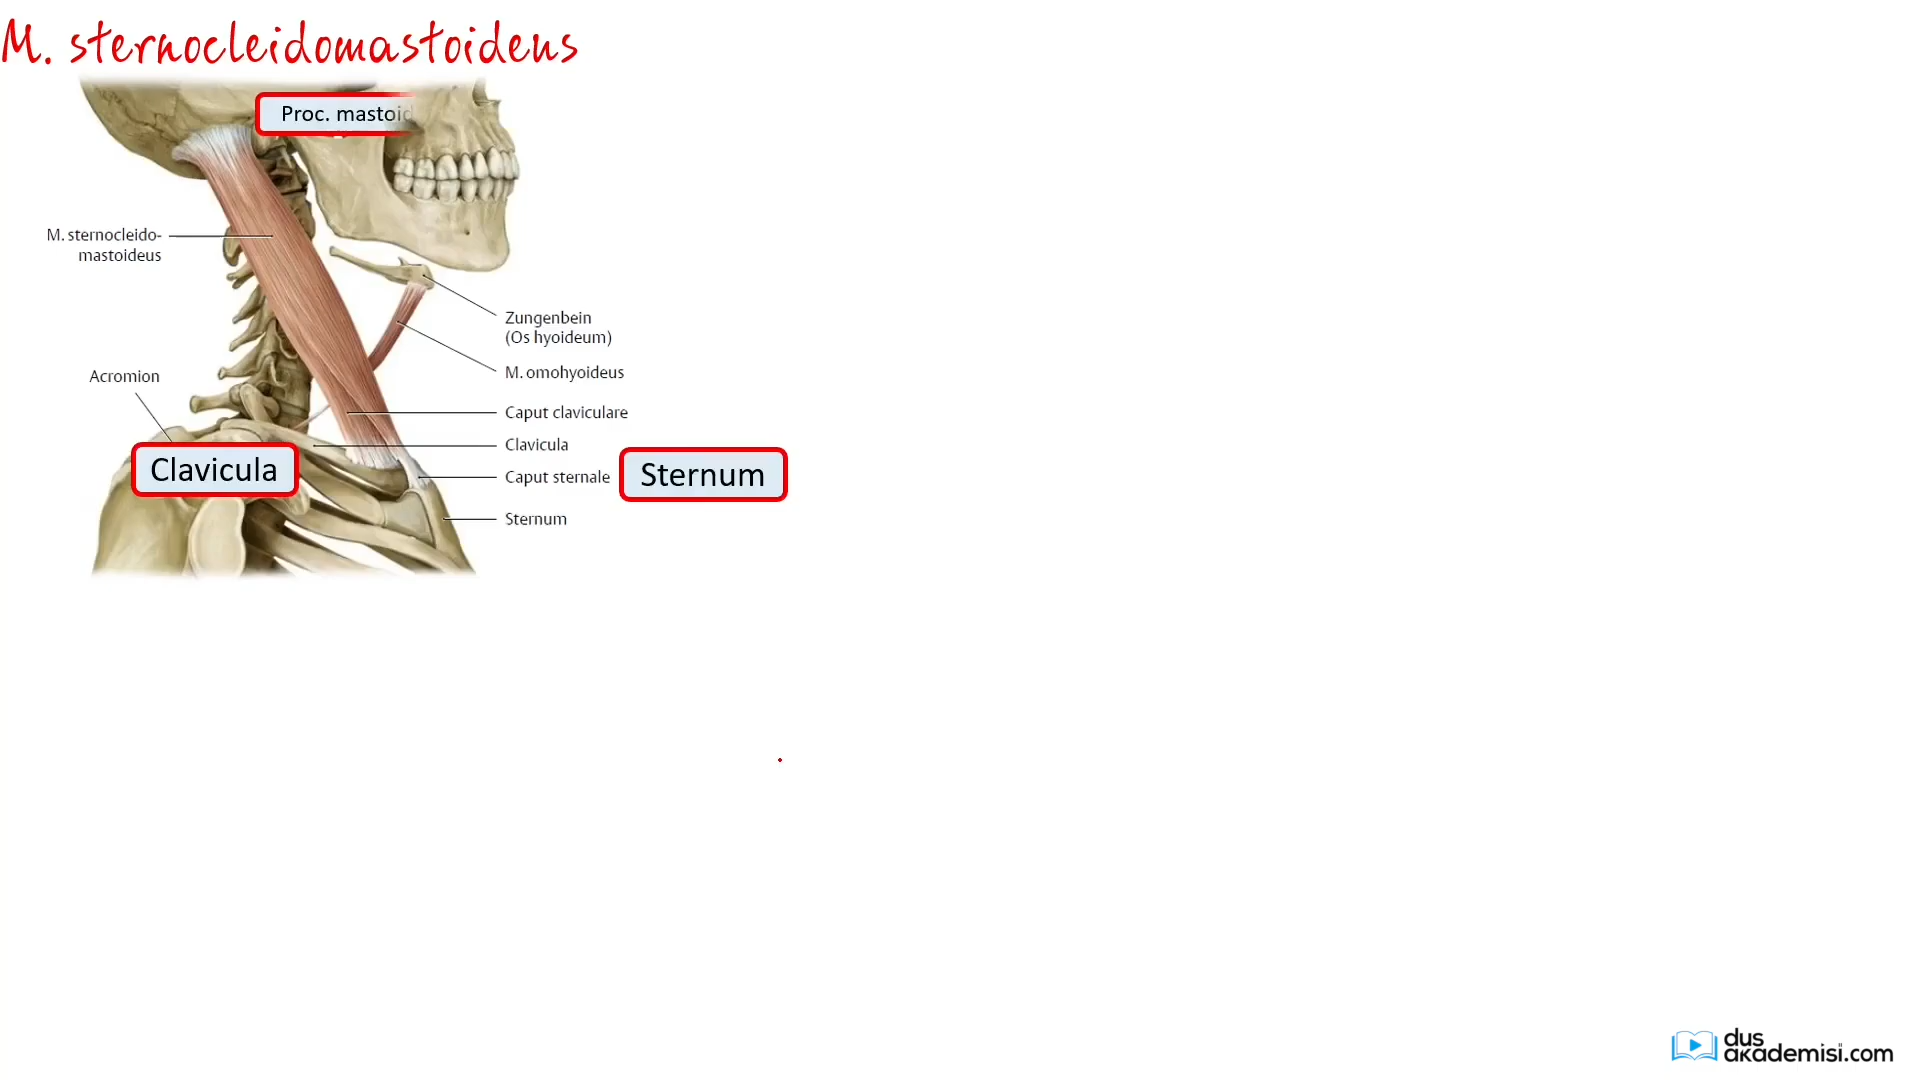 M. sternocleidomastoideus
Proc. mastoid
M. sternocleido-
mastoideus
Zungenbein
(Os hyoideum)
M. omohyoideus
Acromion
Caput claviculare
Clavicula
Clavicula
Caput sternale
Sternum
Sternum
dus
akademisi.com